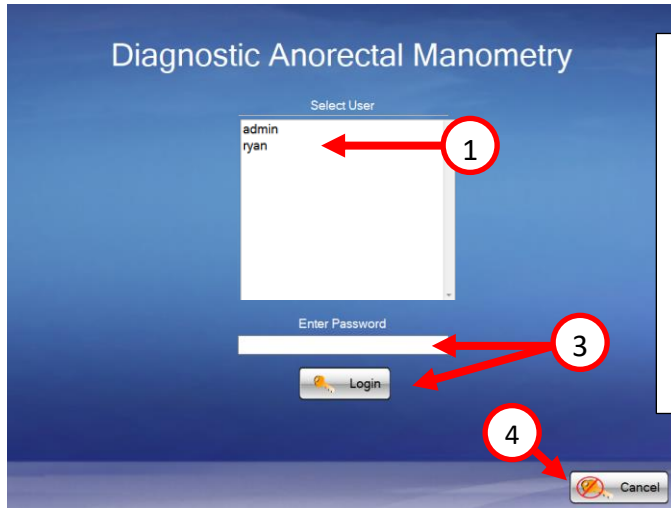 Diagnostic Anorectal Manometry
Select User
admin
ryan
1
Enter Password
3
Login
4
Cancel